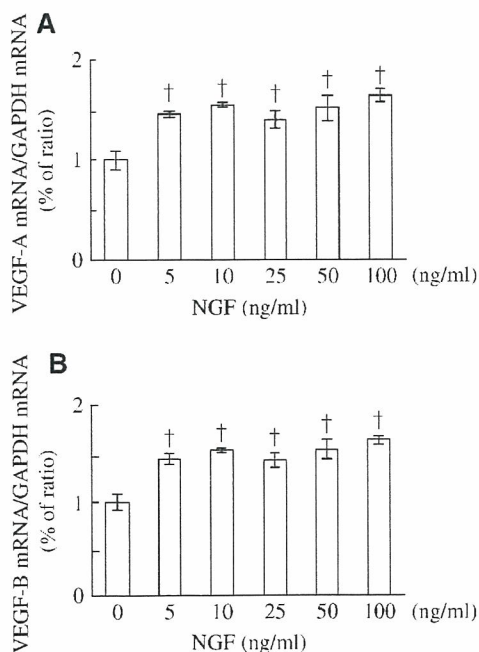 A
VEGF-A mRNA/GAPDH mRNA
(% of ratio)
2
1
0
† † † † †
0 5 10 25 50 100 (ng/ml)
NGF (ng/ml)
B
VEGF-B mRNA/GAPDH mRNA
(% of ratio)
2
1
0
† † † † †
0 5 10 25 50 100 (ng/ml)
NGF (ng/ml)